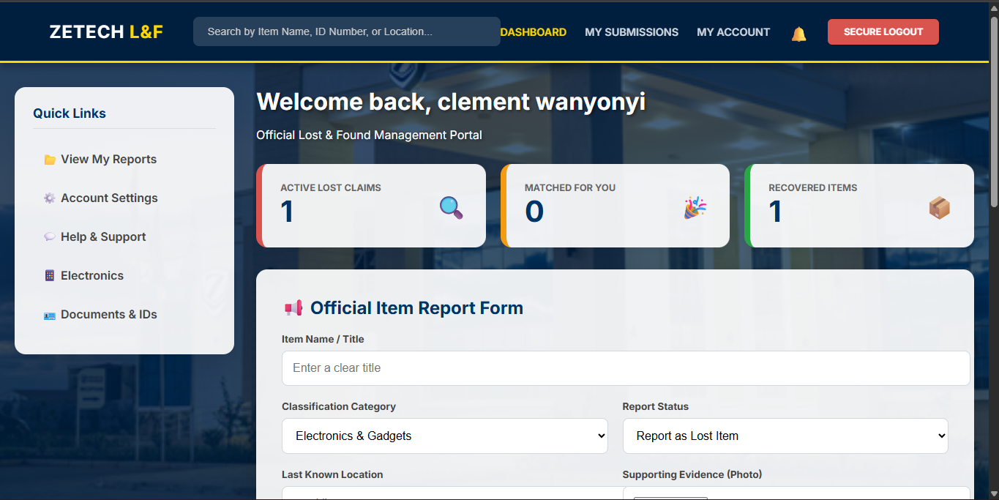 ZETECH L&F
Search by Item Name, ID Number, or Location...
DASHBOARD
MY SUBMISSIONS
MY ACCOUNT
SECURE LOGOUT
Quick Links
View My Reports
Account Settings
Help & Support
Electronics
Documents & IDs
Welcome back, clement wanyonyi
Official Lost & Found Management Portal
ACTIVE LOST CLAIMS
1
MATCHED FOR YOU
0
RECOVERED ITEMS
1
Official Item Report Form
Item Name / Title
Enter a clear title
Classification Category
Report Status
Electronics & Gadgets
Report as Lost Item
Last Known Location
Supporting Evidence (Photo)